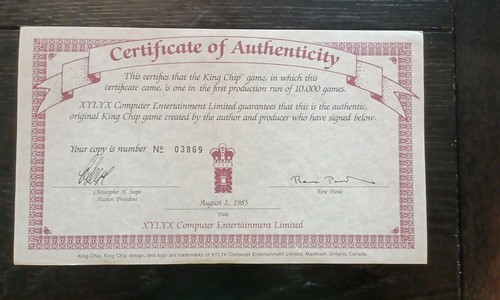 Certificate of Authenticity
This certifies that the King Chip™ game, in which this
certificate came, is one in the first production run of 10,000 games.
XYLYX Computer Entertainment Limited guarantees that this is the authentic,
original King Chip game created by the author and producer who have signed below.
Your copy is number Nº 03869
Christopher H.
Author, President
Rene Pardo
August 1, 1985
Date
XYLYX Computer Entertainment Limited
King Chip, King Chip design, and logo are trademarks of XYLYX Computer Entertainment Limited, Markham, Ontario, Canada.